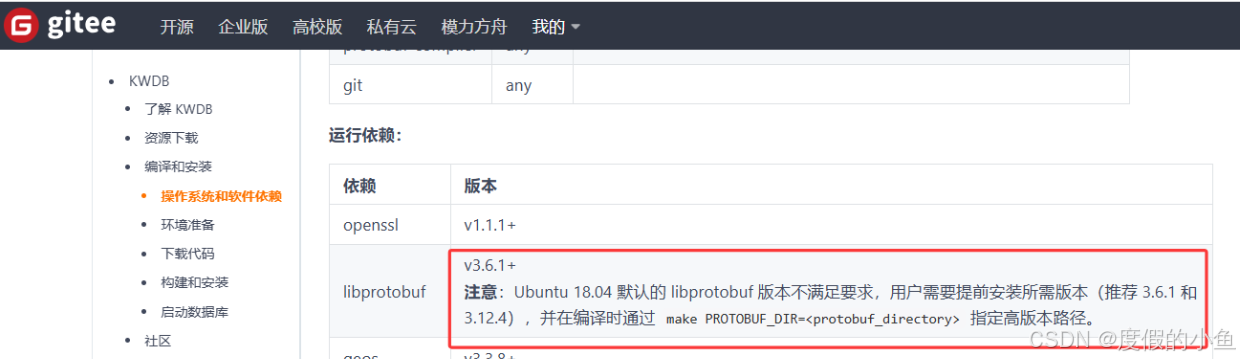 gitee 开源 企业版 高校版 私有云 模力方舟 我的
protobuf-compiler any
KWDB
了解 KWDB
资源下载
编译和安装
操作系统和软件依赖
环境准备
下载代码
构建和安装
启动数据库
社区
git any
运行依赖：
依赖 版本
openssl v1.1.1+
libprotobuf v3.6.1+
注意：Ubuntu 18.04 默认的 libprotobuf 版本不满足要求，用户需要提前安装所需版本（推荐 3.6.1 和
3.12.4），并在编译时通过 make PROTOBUF_DIR=<protobuf_directory> 指定高版本路径。
geos v3.3.8+
CSDN @度假的小鱼